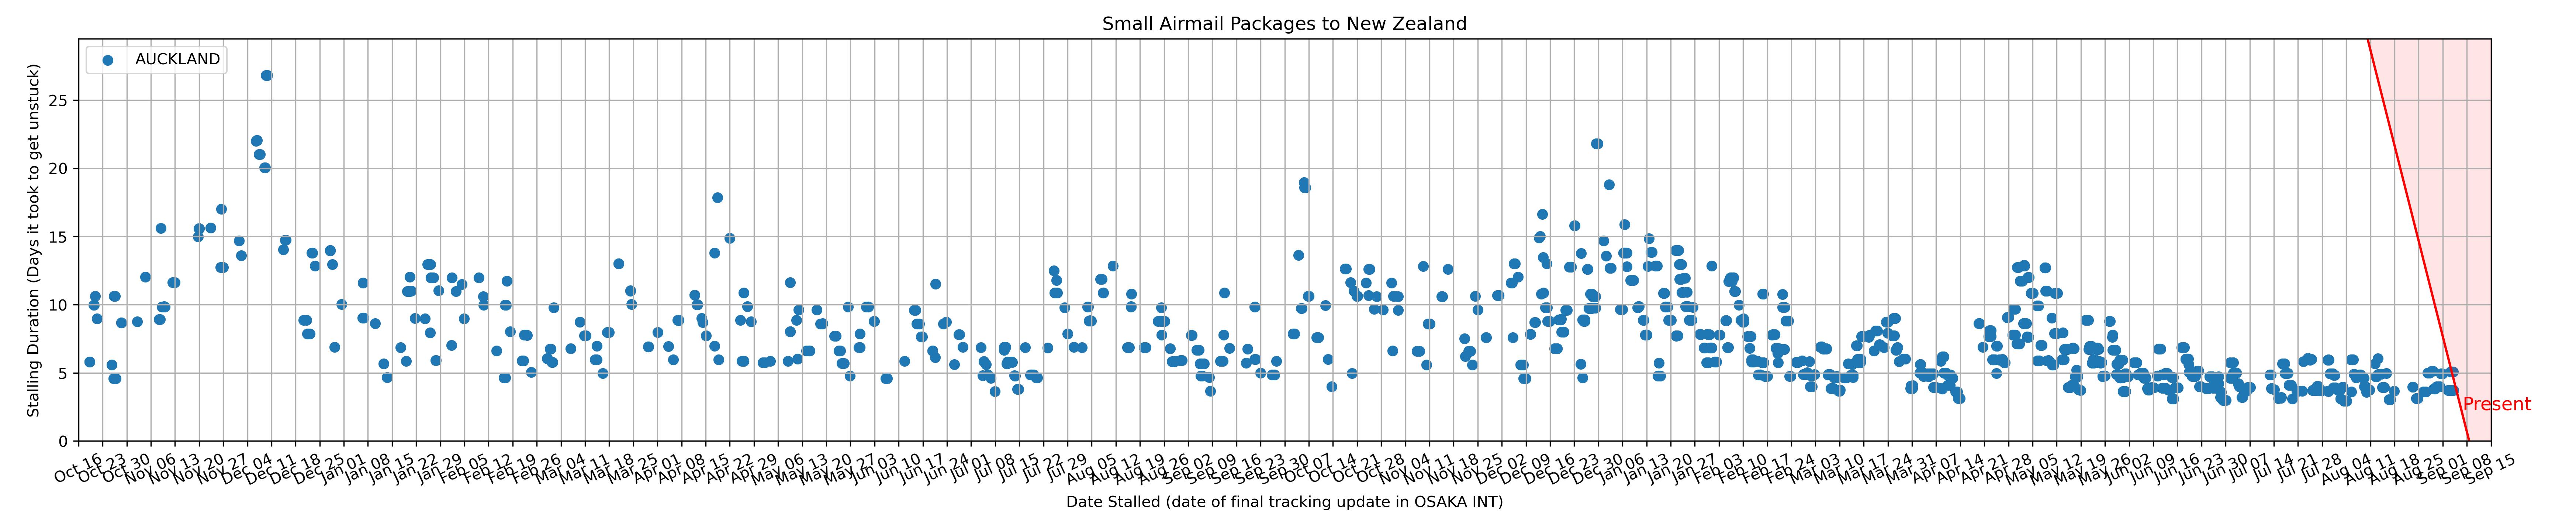 Small Airmail Packages to New Zealand
AUCKLAND
Stalling Duration (Days it took to get unstuck)
25
20
15
10
5
0
Present
Oct 16 Oct 23 Oct 30 Nov 06 Nov 13 Nov 20 Nov 27 Dec 04 Dec 11 Dec 18 Dec 25 Jan 01 Jan 08 Jan 15 Jan 22 Jan 29 Feb 05 Feb 12 Feb 19 Feb 26 Mar 04 Mar 11 Mar 18 Mar 25 Apr 01 Apr 08 Apr 15 Apr 22 Apr 29 May 06 May 13 May 20 May 27 Jun 03 Jun 10 Jun 17 Jun 24 Jul 01 Jul 08 Jul 15 Jul 22 Jul 29 Aug 05 Aug 12 Aug 19 Aug 26 Sep 02 Sep 09 Sep 16 Sep 23 Sep 30 Oct 07 Oct 14 Oct 21 Oct 28 Nov 04 Nov 11 Nov 18 Nov 25 Dec 02 Dec 09 Dec 16 Dec 23 Dec 30 Jan 06 Jan 13 Jan 20 Jan 27 Feb 03 Feb 10 Feb 17 Feb 24 Mar 03 Mar 10 Mar 17 Mar 24 Mar 31 Apr 07 Apr 14 Apr 21 Apr 28 May 05 May 12 May 19 May 26 Jun 02 Jun 09 Jun 16 Jun 23 Jun 30 Jul 07 Jul 14 Jul 21 Jul 28 Aug 04 Aug 11 Aug 18 Aug 25 Sep 01 Sep 08 Sep 15
Date Stalled (date of final tracking update in OSAKA INT)